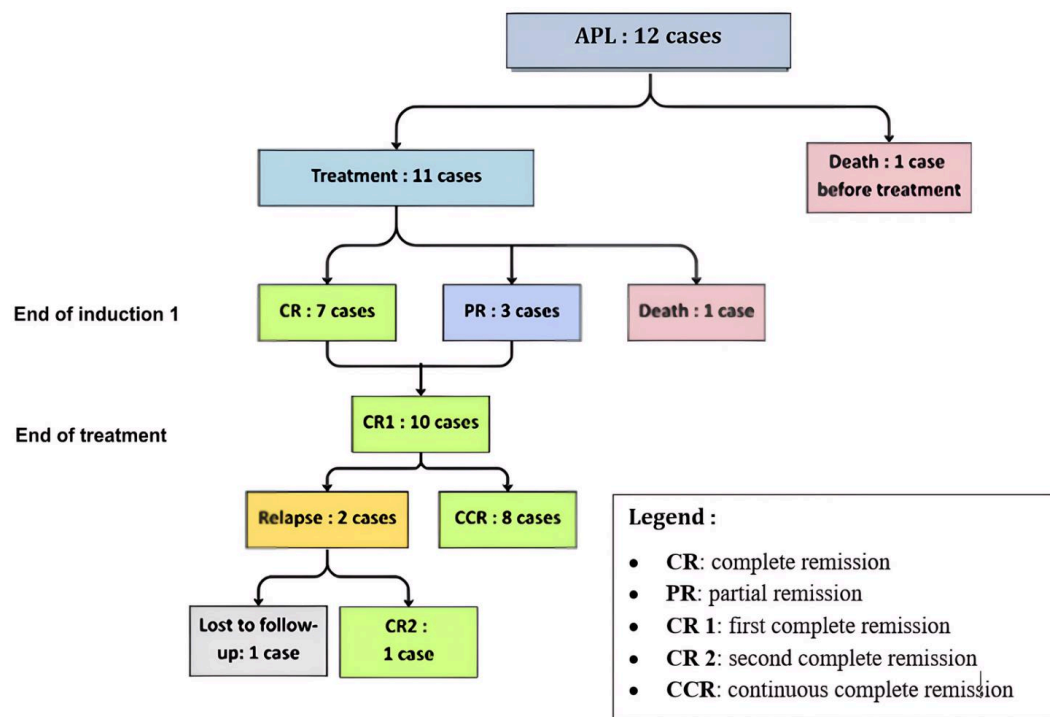 APL : 12 cases
Treatment : 11 cases
Death : 1 case
before treatment
End of induction 1
CR : 7 cases
PR : 3 cases
Death : 1 case
End of treatment
CR1 : 10 cases
Relapse : 2 cases
CCR : 8 cases
Lost to follow-
up: 1 case
CR2 :
1 case
Legend :
• CR: complete remission
• PR: partial remission
• CR 1: first complete remission
• CR 2: second complete remission
• CCR: continuous complete remission